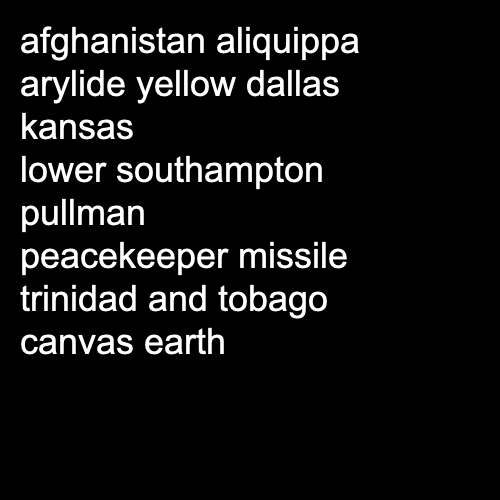 afghanistan aliquippa
arylide yellow dallas
kansas
lower southampton
pullman
peacekeeper missile
trinidad and tobago
canvas earth